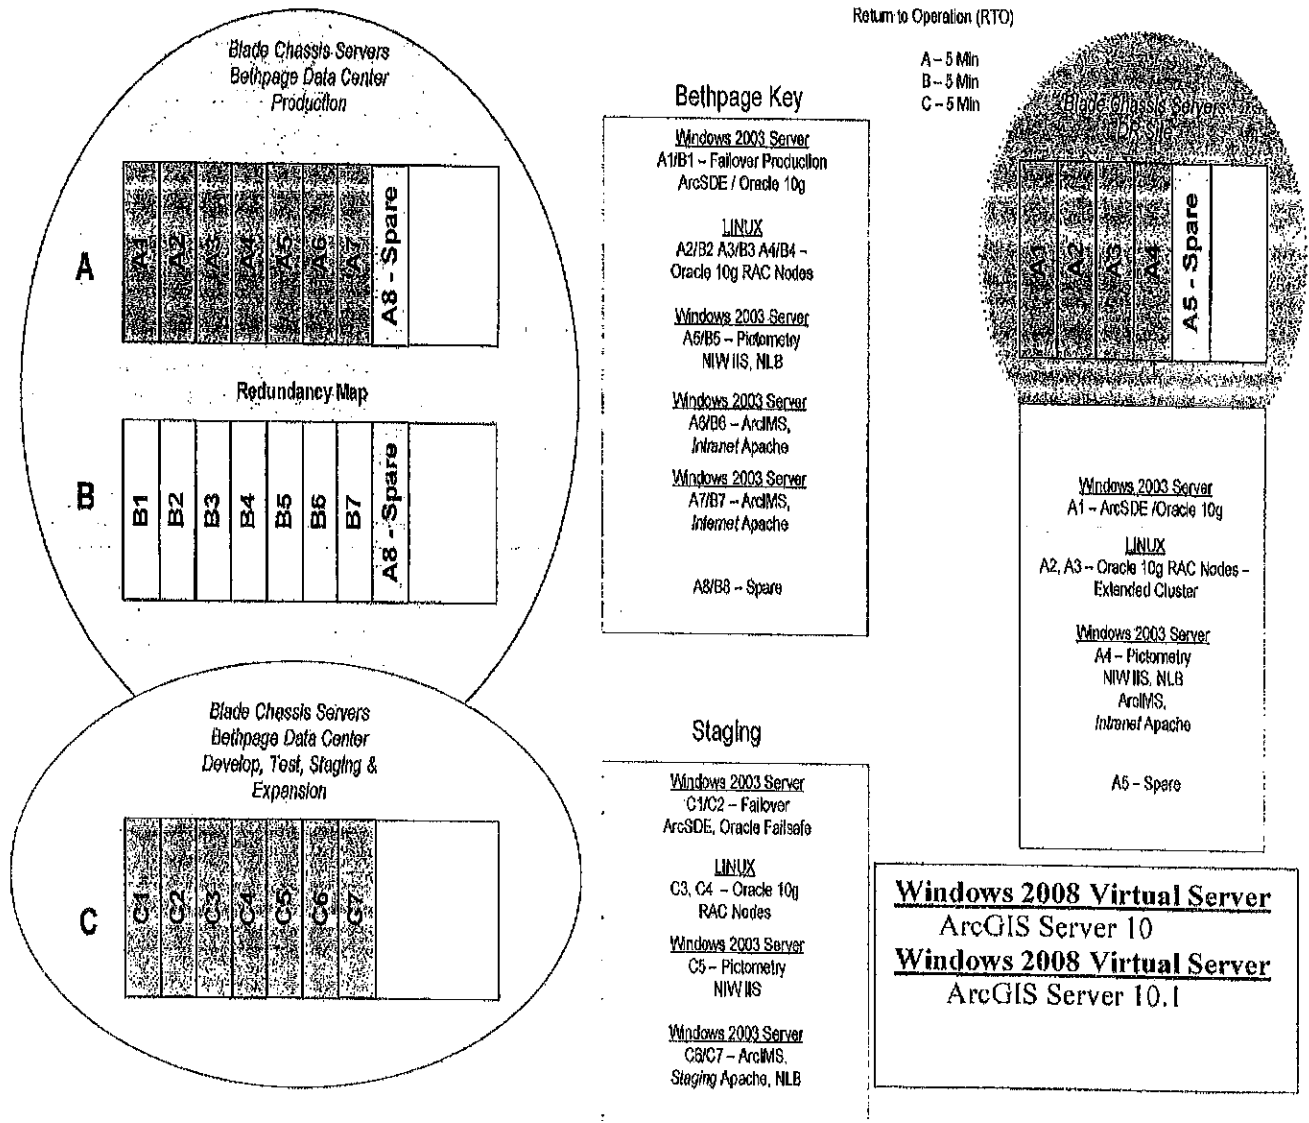 Return to Operation (RTO)
A – 5 Min
B – 5 Min
C – 5 Min
Blade Chassis Servers
Bethpage Data Center
Production
A
A1
A2
A3
A4
A5
A6
A7
A8 - Spare
Redundancy Map
B
B1
B2
B3
B4
B5
B6
B7
A8 - Spare
Blade Chassis Servers
Bethpage Data Center
Develop, Test, Staging &
Expansion
C
C1
C2
C3
C4
C5
C6
C7
Bethpage Key
Windows 2003 Server
A1/B1 – Failover Production
ArcSDE / Oracle 10g
LINUX
A2/B2 A3/B3 A4/B4 –
Oracle 10g RAC Nodes
Windows 2003 Server
A5/B5 – Pictometry
NIW IIS, NLB
Windows 2003 Server
A6/B6 – ArcIMS,
Intranet Apache
Windows 2003 Server
A7/B7 – ArcIMS,
Internet Apache
A8/B8 – Spare
Staging
Windows 2003 Server
C1/C2 – Failover
ArcSDE, Oracle Failsafe
LINUX
C3, C4 – Oracle 10g
RAC Nodes
Windows 2003 Server
C5 – Pictometry
NIW IIS
Windows 2003 Server
C6/C7 – ArcIMS,
Staging Apache, NLB
Blade Chassis Servers
DR Site
A1
A2
A3
A4
A5 - Spare
Windows 2003 Server
A1 – ArcSDE /Oracle 10g
LINUX
A2, A3 – Oracle 10g RAC Nodes –
Extended Cluster
Windows 2003 Server
A4 – Pictometry
NIW IIS, NLB
ArcIMS,
Intranet Apache
A5 – Spare
Windows 2008 Virtual Server
ArcGIS Server 10
Windows 2008 Virtual Server
ArcGIS Server 10.1